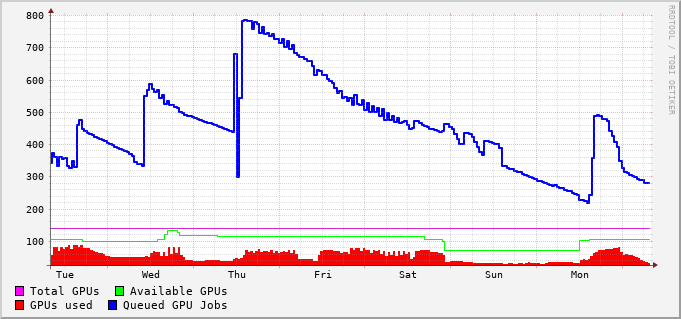 800
700
600
500
400
300
200
100
Tue Wed Thu Fri Sat Sun Mon
RRDTOOL / TOBI OETIKER
Total GPUs Available GPUs
GPUs used Queued GPU Jobs